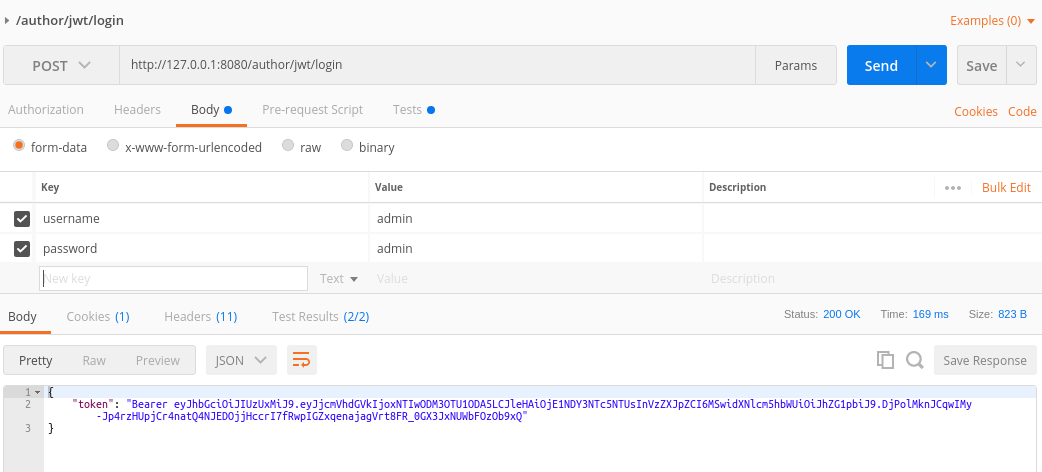 /author/jwt/login Examples (0)
POST http://127.0.0.1:8080/author/jwt/login Params Send Save
Authorization Headers Body Pre-request Script Tests Cookies Code
form-data x-www-form-urlencoded raw binary
Key Value Description ••• Bulk Edit
username admin
password admin
New key Text Value Description
Body Cookies (1) Headers (11) Test Results (2/2) Status: 200 OK Time: 169 ms Size: 823 B
Pretty Raw Preview JSON Save Response
1 {
2 "token": "Bearer eyJhbGciOiJIUzUxMiJ9.eyJjcmVhdGVkIjoxNTIwODM3OTU1ODA5LCJleHAiOjE1NDY3NTc5NTUsInVzZXJpZCI6MSwidXNlcm5hbWUiOiJhZG1pbiJ9.DjPolMknJCqwIMy
-Jp4rzHUpjCr4natQ4NJEDOjjHccrI7fRwpIGZxqenajagVrt8FR_0GX3JxNUWbFOzOb9xQ"
3 }